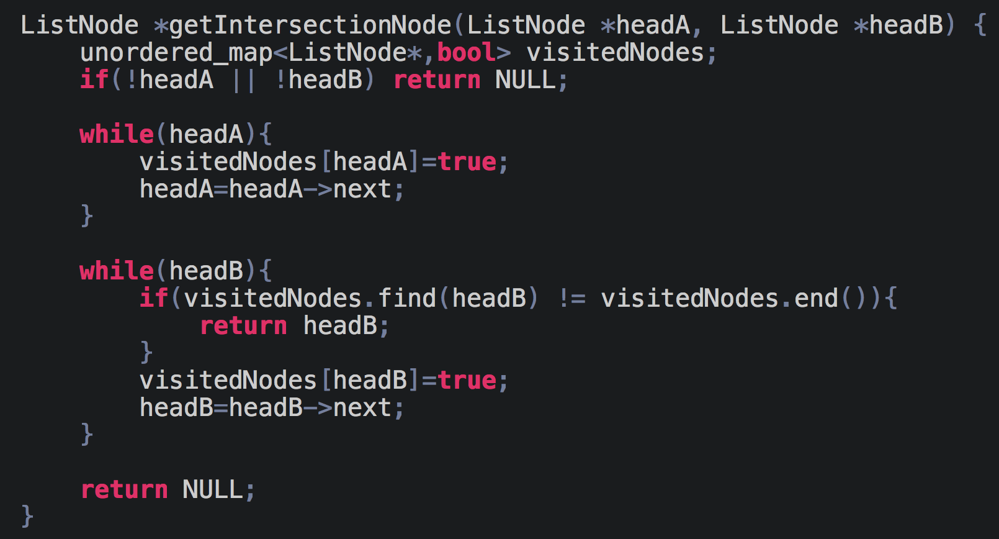 ListNode *getIntersectionNode(ListNode *headA, ListNode *headB) {
    unordered_map<ListNode*,bool> visitedNodes;
    if(!headA || !headB) return NULL;

    while(headA){
        visitedNodes[headA]=true;
        headA=headA->next;
    }

    while(headB){
        if(visitedNodes.find(headB) != visitedNodes.end()){
            return headB;
        }
        visitedNodes[headB]=true;
        headB=headB->next;
    }

    return NULL;
}